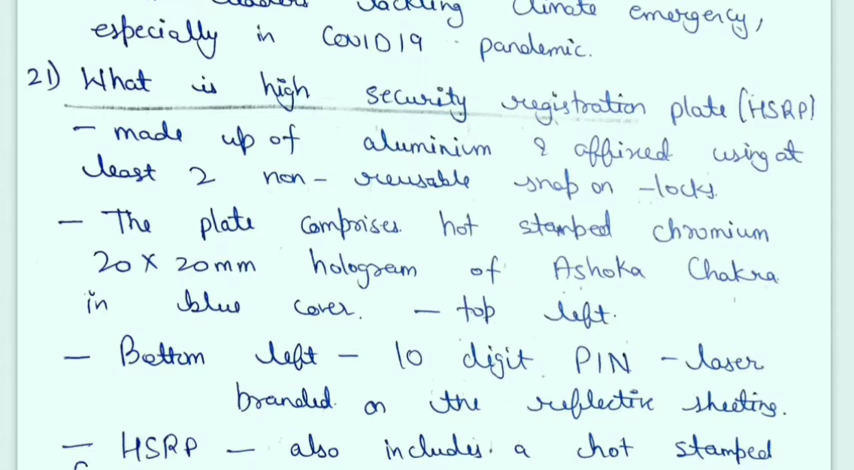 tackling Climate emergency,
especially in COVID19 pandemic.
21) What is high security registration plate (HSRP)
- made up of aluminium & affixed using at
least 2 non-reusable snap on -locks.
- The plate comprises hot stamped chromium
20 x 20mm hologram of Ashoka Chakra
in blue cover. - top left.
- Bottom left - 10 digit PIN - laser
branded on the reflective sheeting.
- HSRP - also includes a hot stamped